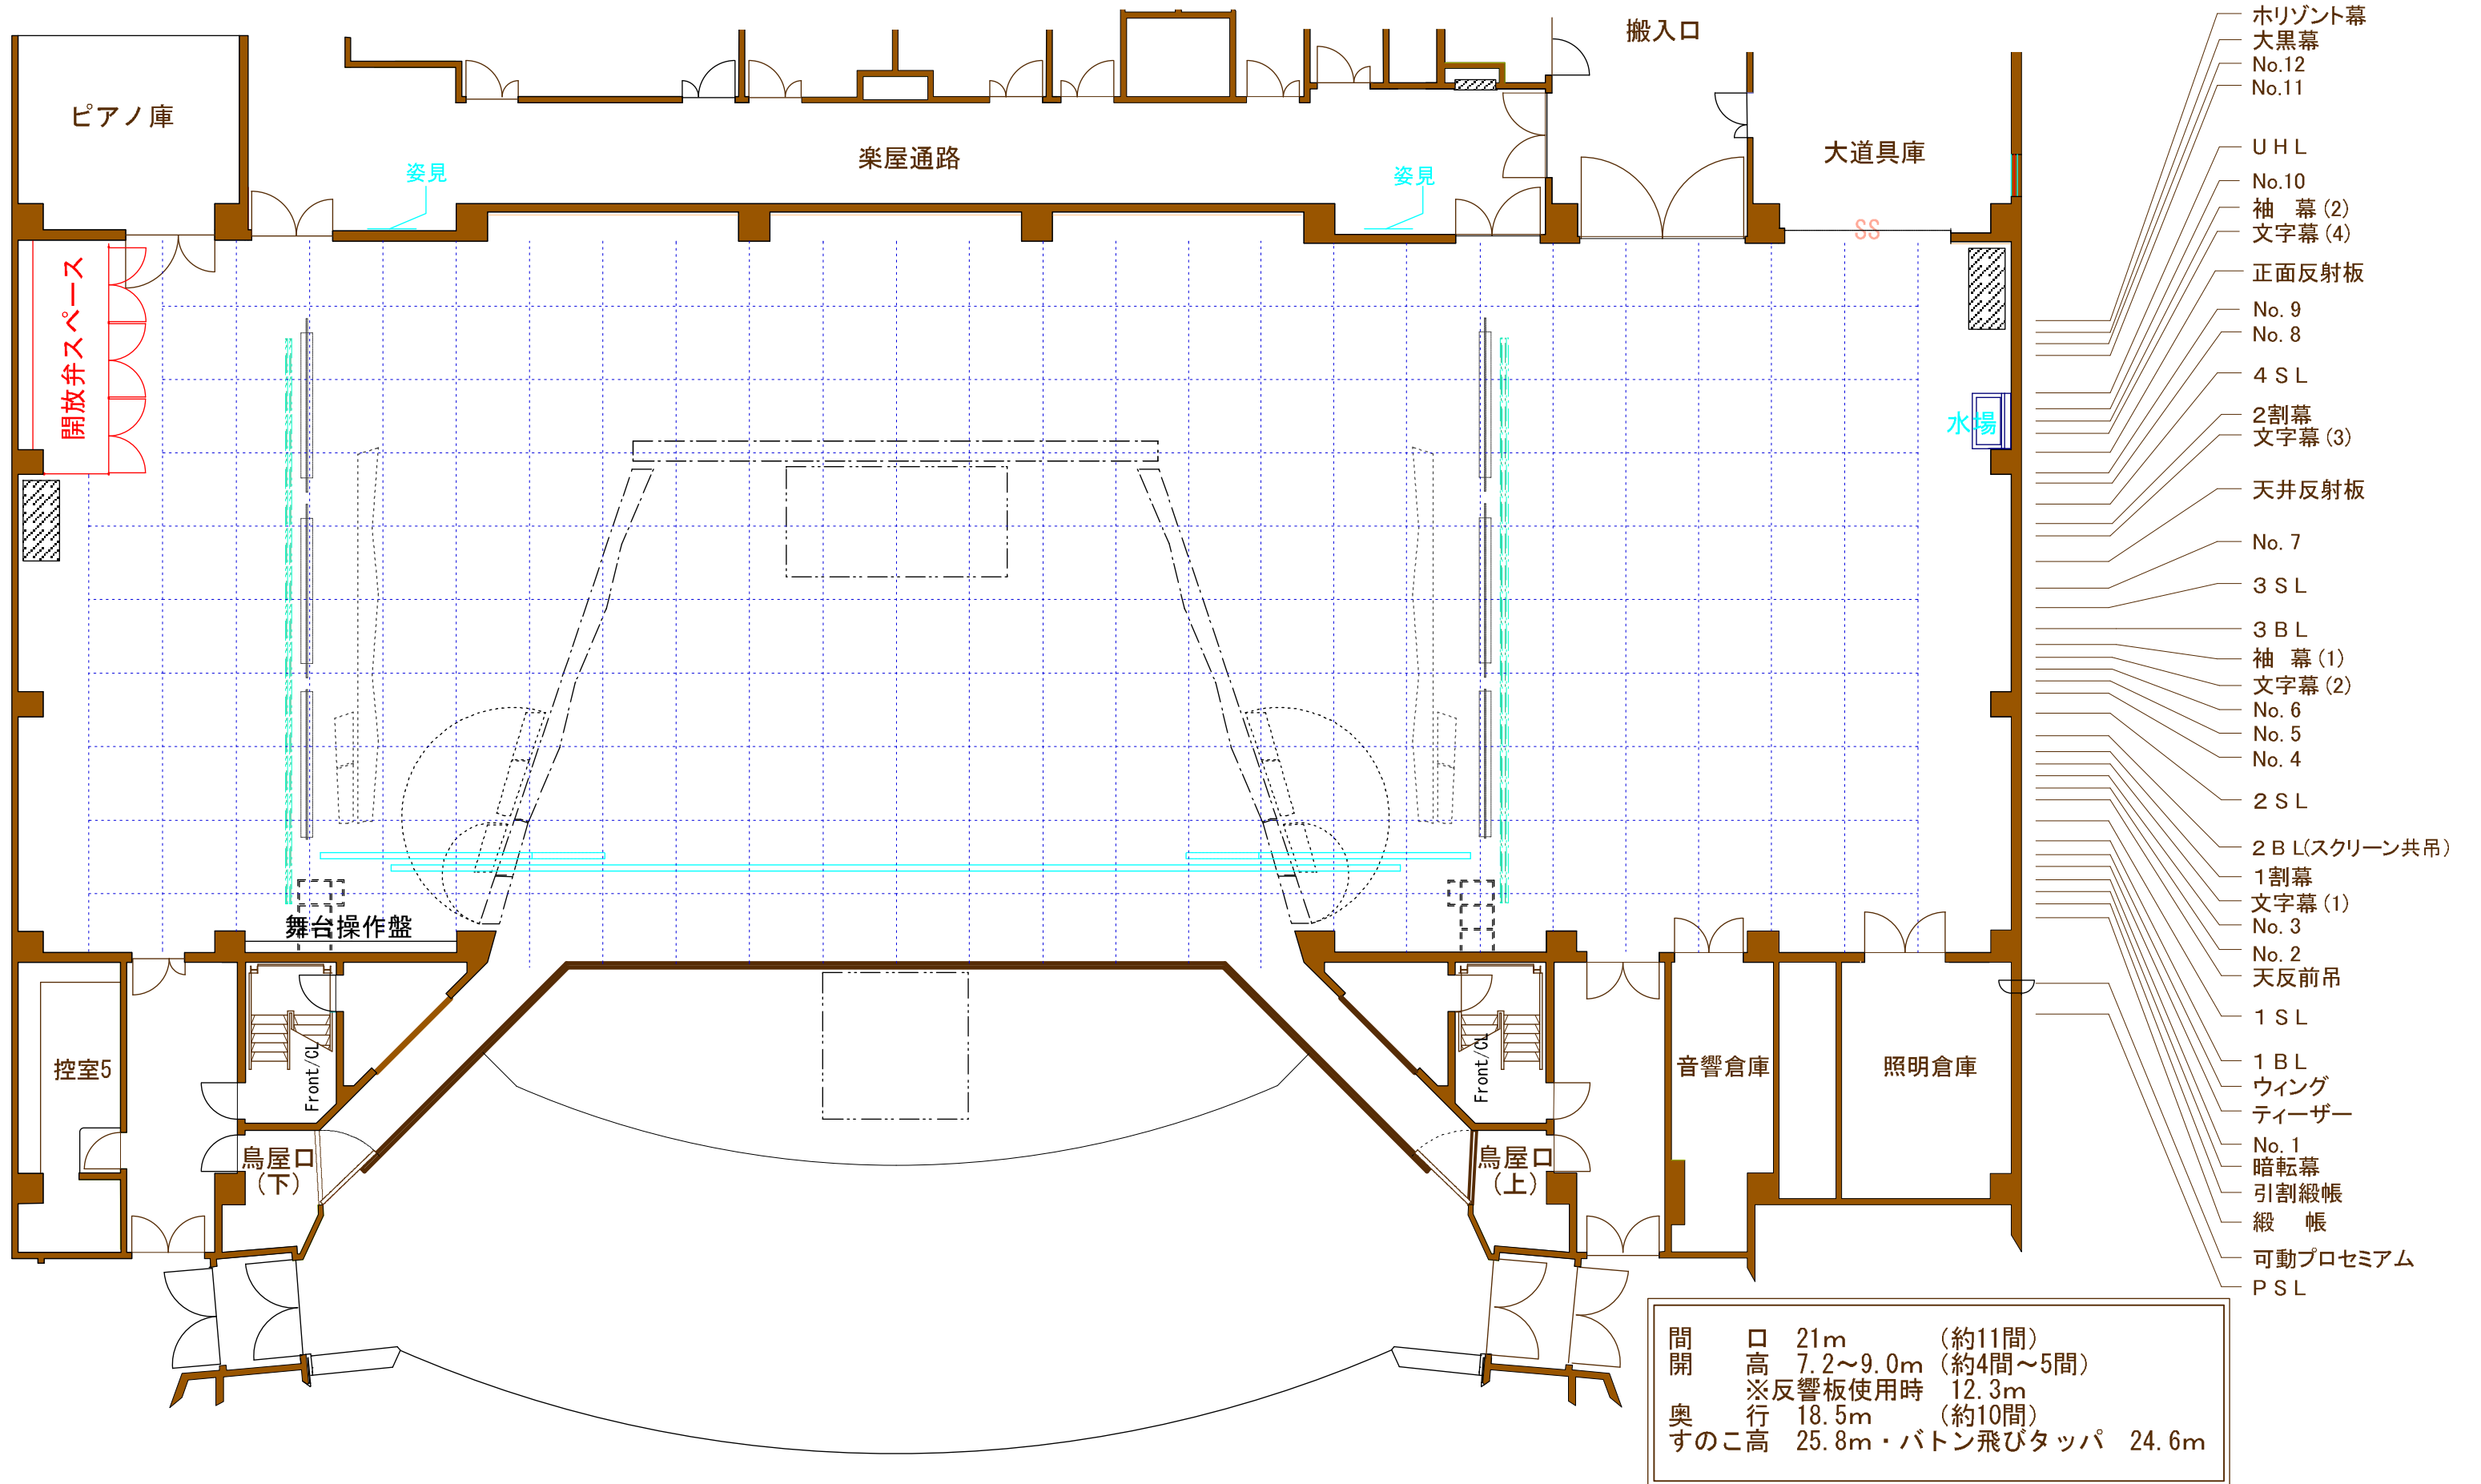 搬入口
ピアノ庫
楽屋通路
大道具庫
姿見
姿見
SS
開放弁スペース
水場
舞台操作盤
控室5
Front/CL
Front/CL
音響倉庫
照明倉庫
鳥屋口
(下)
鳥屋口
(上)
ホリゾント幕
大黒幕
No.12
No.11
UHL
No.10
袖 幕(2)
文字幕(4)
正面反射板
No. 9
No. 8
4SL
2割幕
文字幕(3)
天井反射板
No. 7
3SL
3BL
袖 幕(1)
文字幕(2)
No. 6
No. 5
No. 4
2SL
2BL(スクリーン共吊)
1割幕
文字幕(1)
No. 3
No. 2
天反前吊
1SL
1BL
ウィング
ティーザー
No. 1
暗転幕
引割緞帳
緞 帳
可動プロセミアム
PSL
間 口 21m (約11間)
開 高 7.2~9.0m (約4間~5間)
※反響板使用時 12.3m
奥 行 18.5m (約10間)
すのこ高 25.8m・バトン飛びタッパ 24.6m